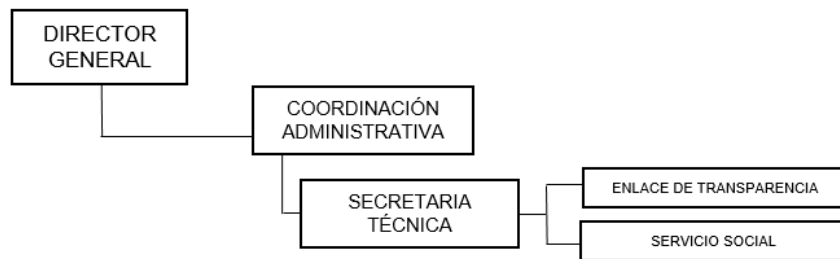 DIRECTOR
GENERAL
COORDINACIÓN
ADMINISTRATIVA
SECRETARIA
TÉCNICA
ENLACE DE TRANSPARENCIA
SERVICIO SOCIAL